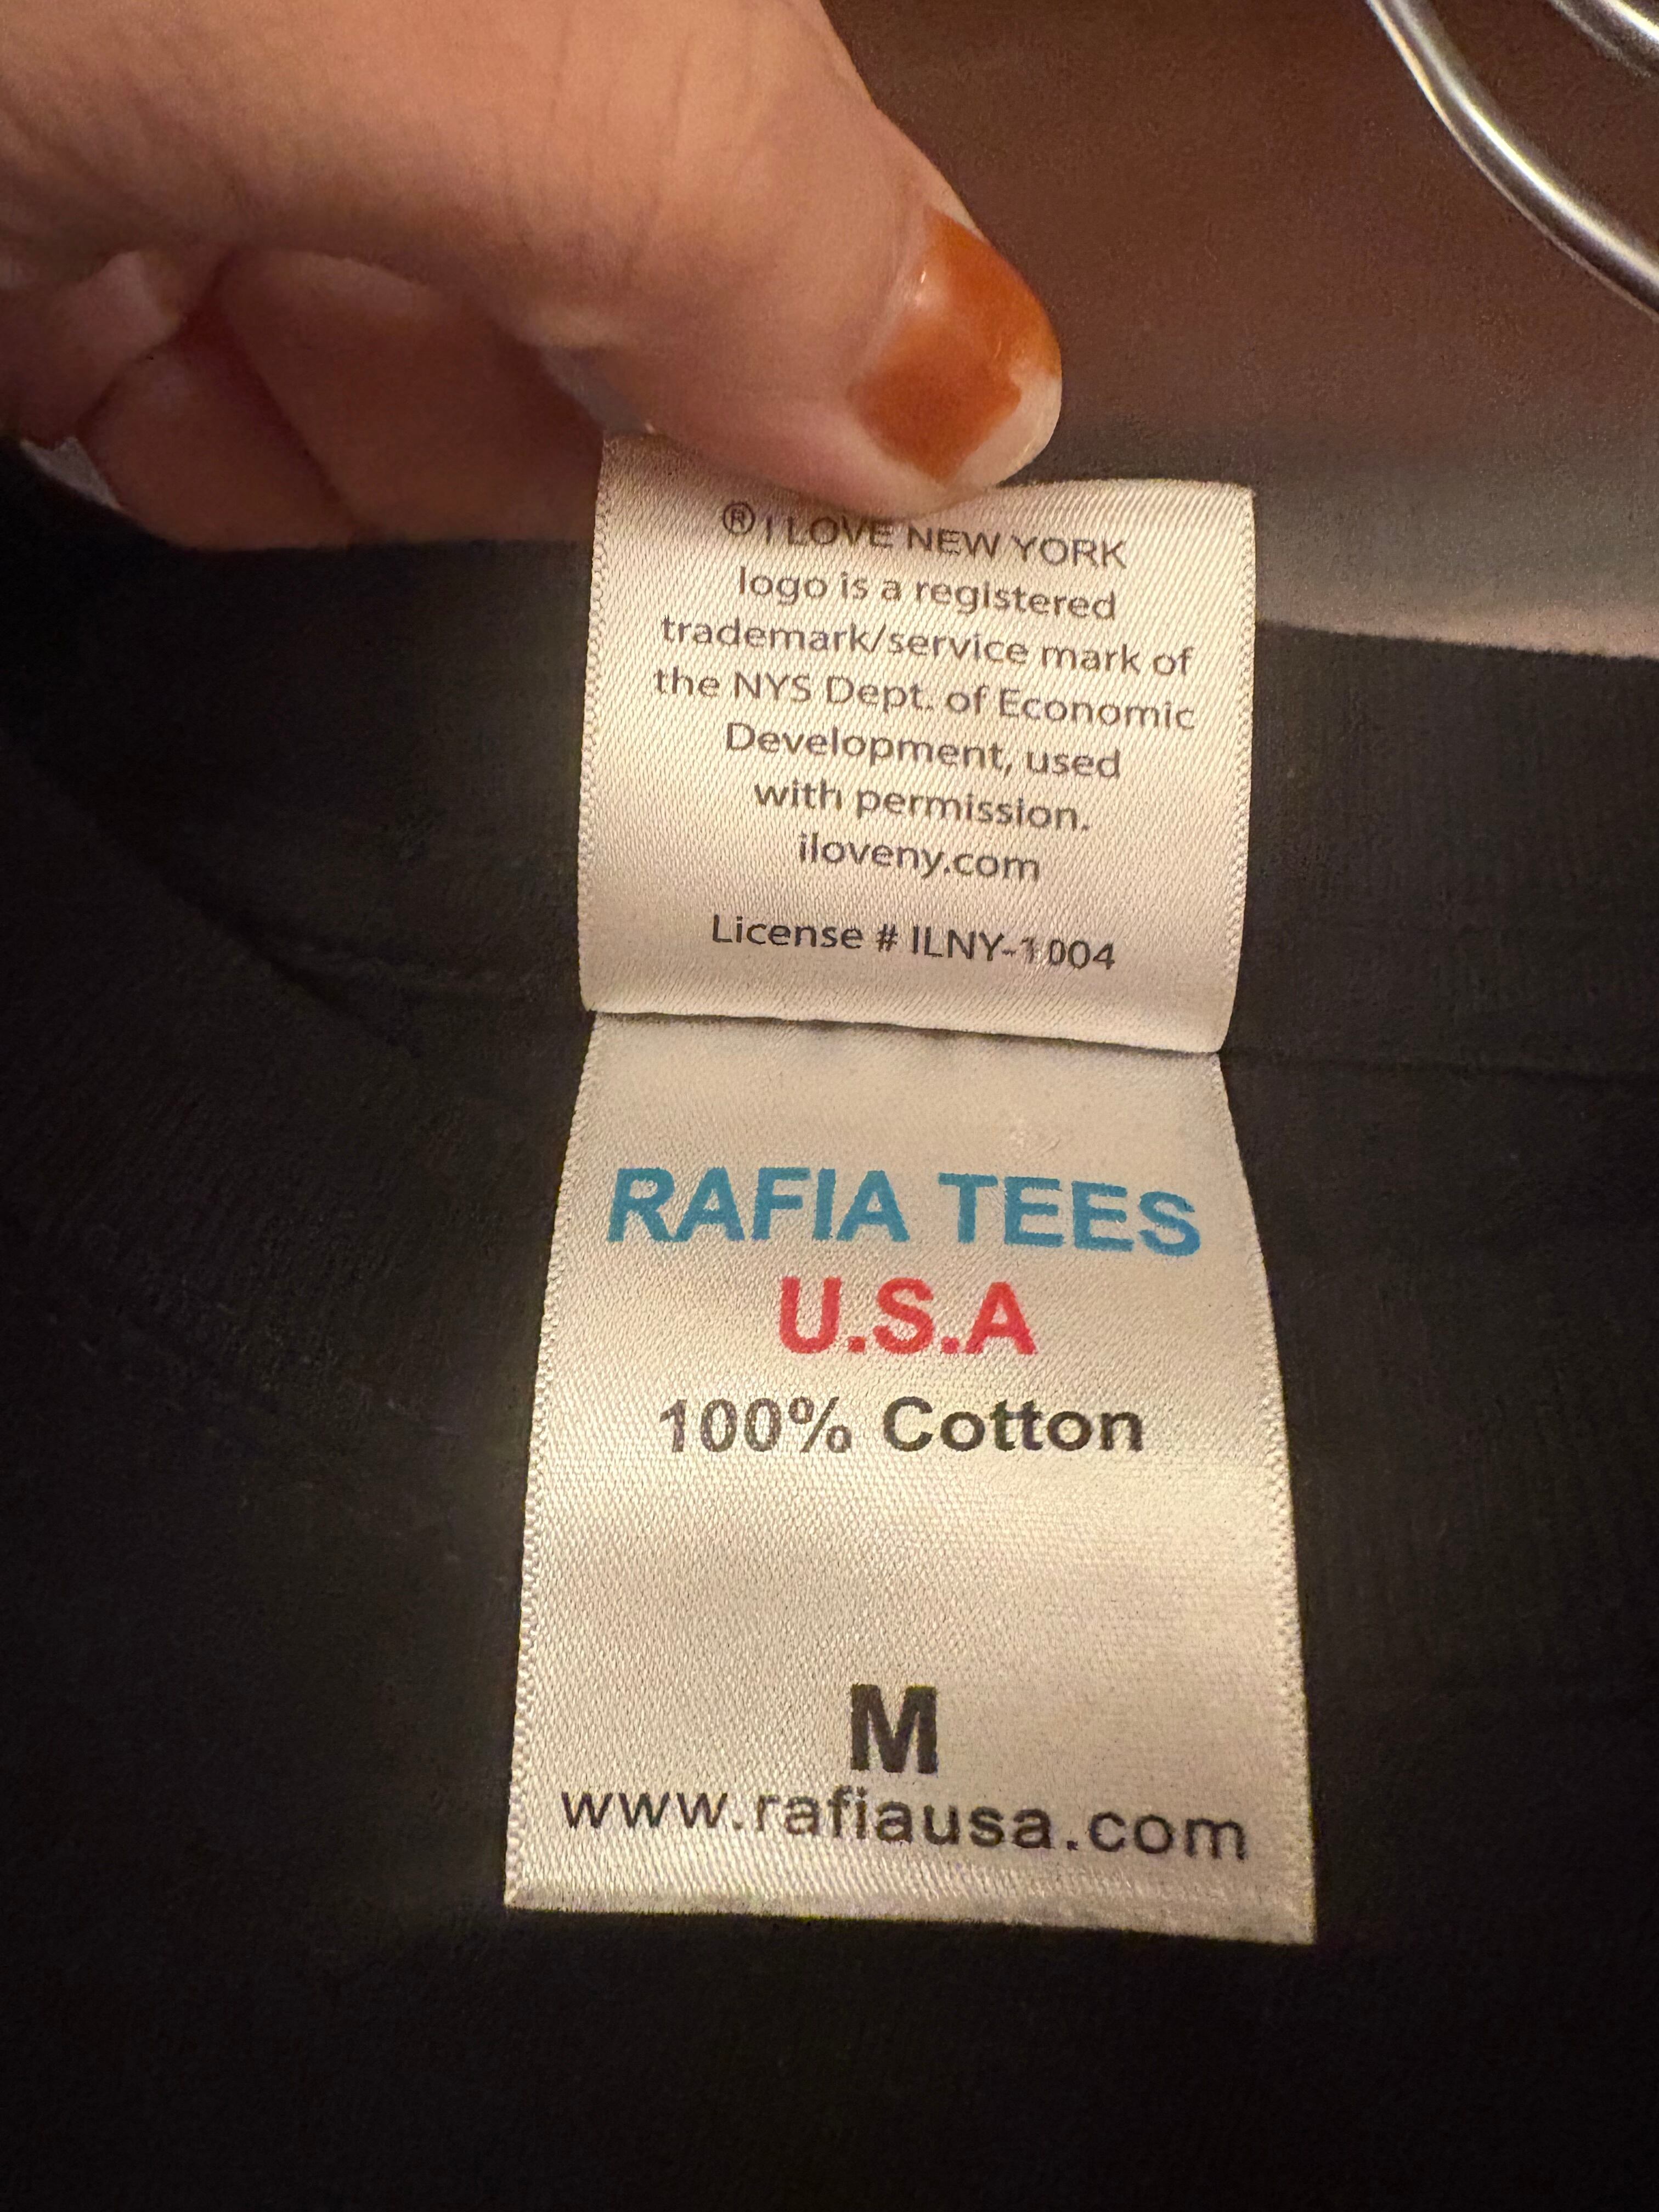 ® I LOVE NEW YORK
logo is a registered
trademark/service mark of
the NYS Dept. of Economic
Development, used
with permission.
iloveny.com
License # ILNY-1004
RAFIA TEES
U.S.A
100% Cotton
M
www.rafiausa.com